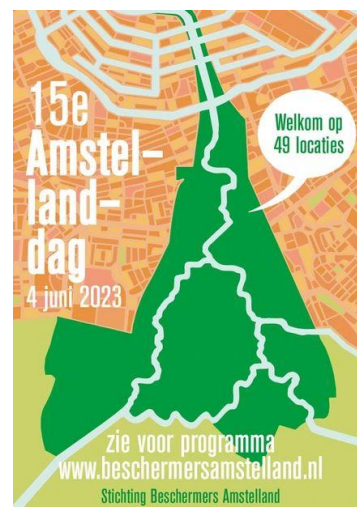 15e
Amstel-
land-
dag
4 juni 2023
Welkom op
49 locaties
zie voor programma
www.beschermersamstelland.nl
Stichting Beschermers Amstelland